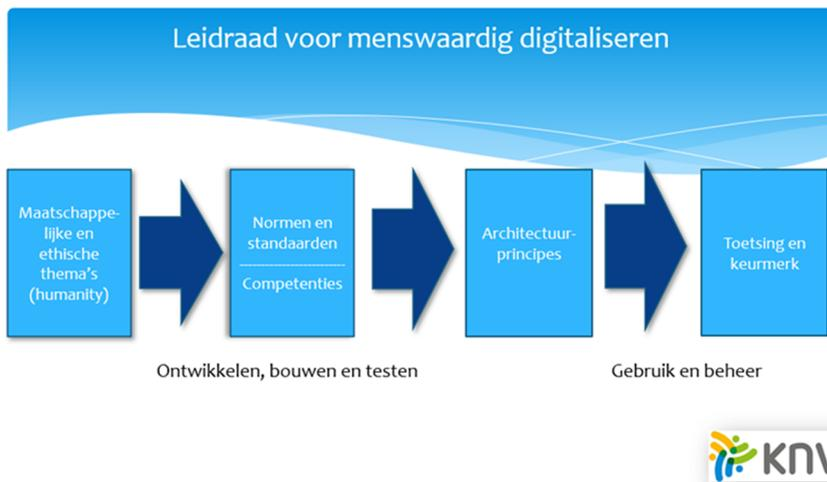 Leidraad voor menswaardig digitaliseren
Maatschappe-
lijke en
ethische
thema's
(humanity)
Normen en
standaarden
Competenties
Architectuur-
principes
Toetsing en
keurmerk
Ontwikkelen, bouwen en testen
Gebruik en beheer